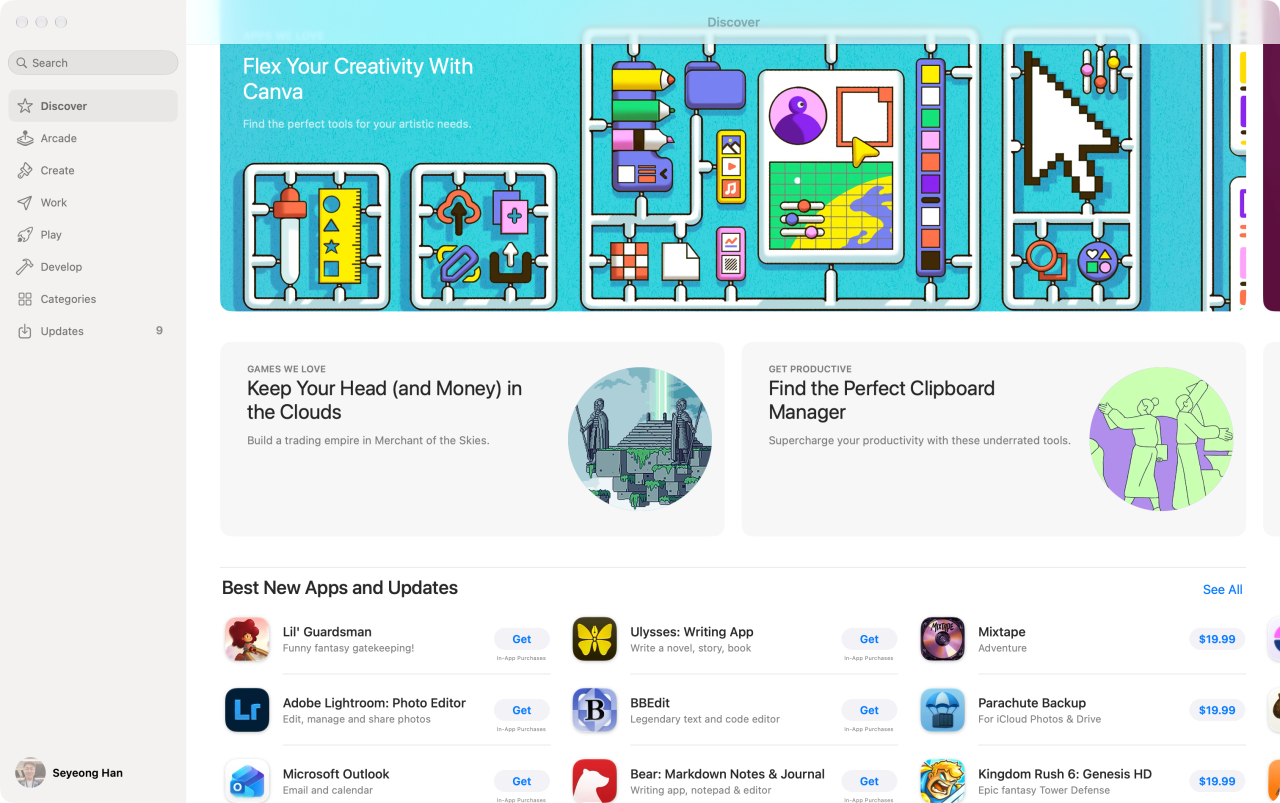 Search
Discover
Arcade
Create
Work
Play
Develop
Categories
Updates
9
Seyeong Han
Discover
APPS WE LOVE
Flex Your Creativity With
Canva
Find the perfect tools for your artistic needs.
GAMES WE LOVE
Keep Your Head (and Money) in
the Clouds
Build a trading empire in Merchant of the Skies.
GET PRODUCTIVE
Find the Perfect Clipboard
Manager
Supercharge your productivity with these underrated tools.
Best New Apps and Updates
See All
Lil' Guardsman
Funny fantasy gatekeeping!
Get
In-App Purchases
Ulysses: Writing App
Write a novel, story, book
Get
In-App Purchases
MIXTAPE
Mixtape
Adventure
$19.99
Lr
Adobe Lightroom: Photo Editor
Edit, manage and share photos
Get
In-App Purchases
B
BBEdit
Legendary text and code editor
Get
In-App Purchases
Parachute Backup
For iCloud Photos & Drive
$19.99
Microsoft Outlook
Email and calendar
Get
In-App Purchases
Bear: Markdown Notes & Journal
Writing app, notepad & editor
Get
In-App Purchases
Kingdom Rush 6: Genesis HD
Epic fantasy Tower Defense
$19.99